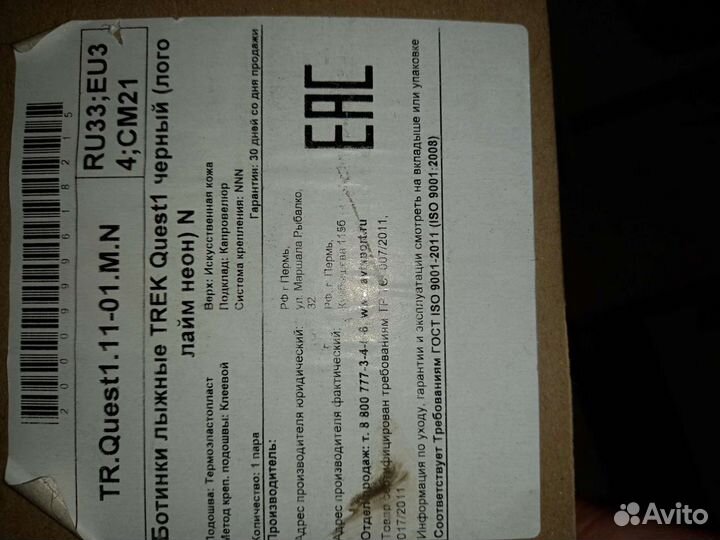 2000996182215
TR.Quest1.11-01.M.N
RU33;EU3
4;CM21
Ботинки лыжные TREK Quest1 черный (лого
лайм неон) N
Подошва: Термоэластопласт
Верх: Искусственная кожа
Метод креп. подошвы: Клеевой
Подклад: Капровелюр
Система крепления: NNN
Количество: 1 пара
Гарантия: 30 дней со дня продажи
Производитель:
Адрес производителя юридический:
РФ г Пермь,
ул. Маршала Рыбалко,
32
Адрес производителя фактический:
РФ, г. Пермь,
г
Отдел продаж: т. 8 800 777-3-4-
EAC
Товар сертифицирован требованиям ТР ТС 007/2011,
017/2011
Информация по уходу, гарантии и эксплуатации смотреть на вкладыше или упаковке
Соответствует Требованиям ГОСТ ISO 9001-2011 (ISO 9001:2008)
Avito